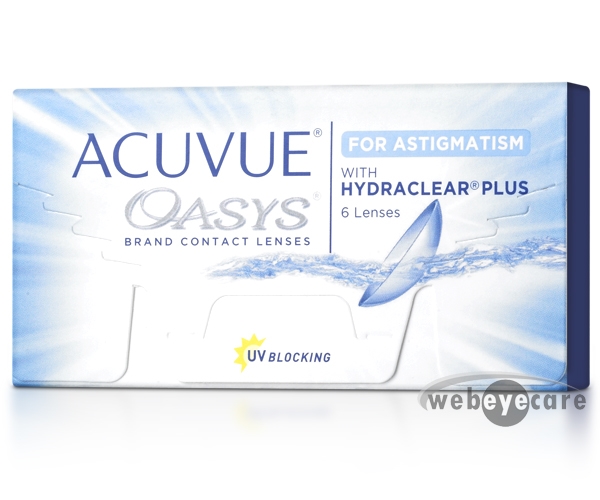 ACUVUE®
OASYS®
BRAND CONTACT LENSES
FOR ASTIGMATISM
WITH
HYDRACLEAR® PLUS
6 Lenses
UV BLOCKING
webeyecare